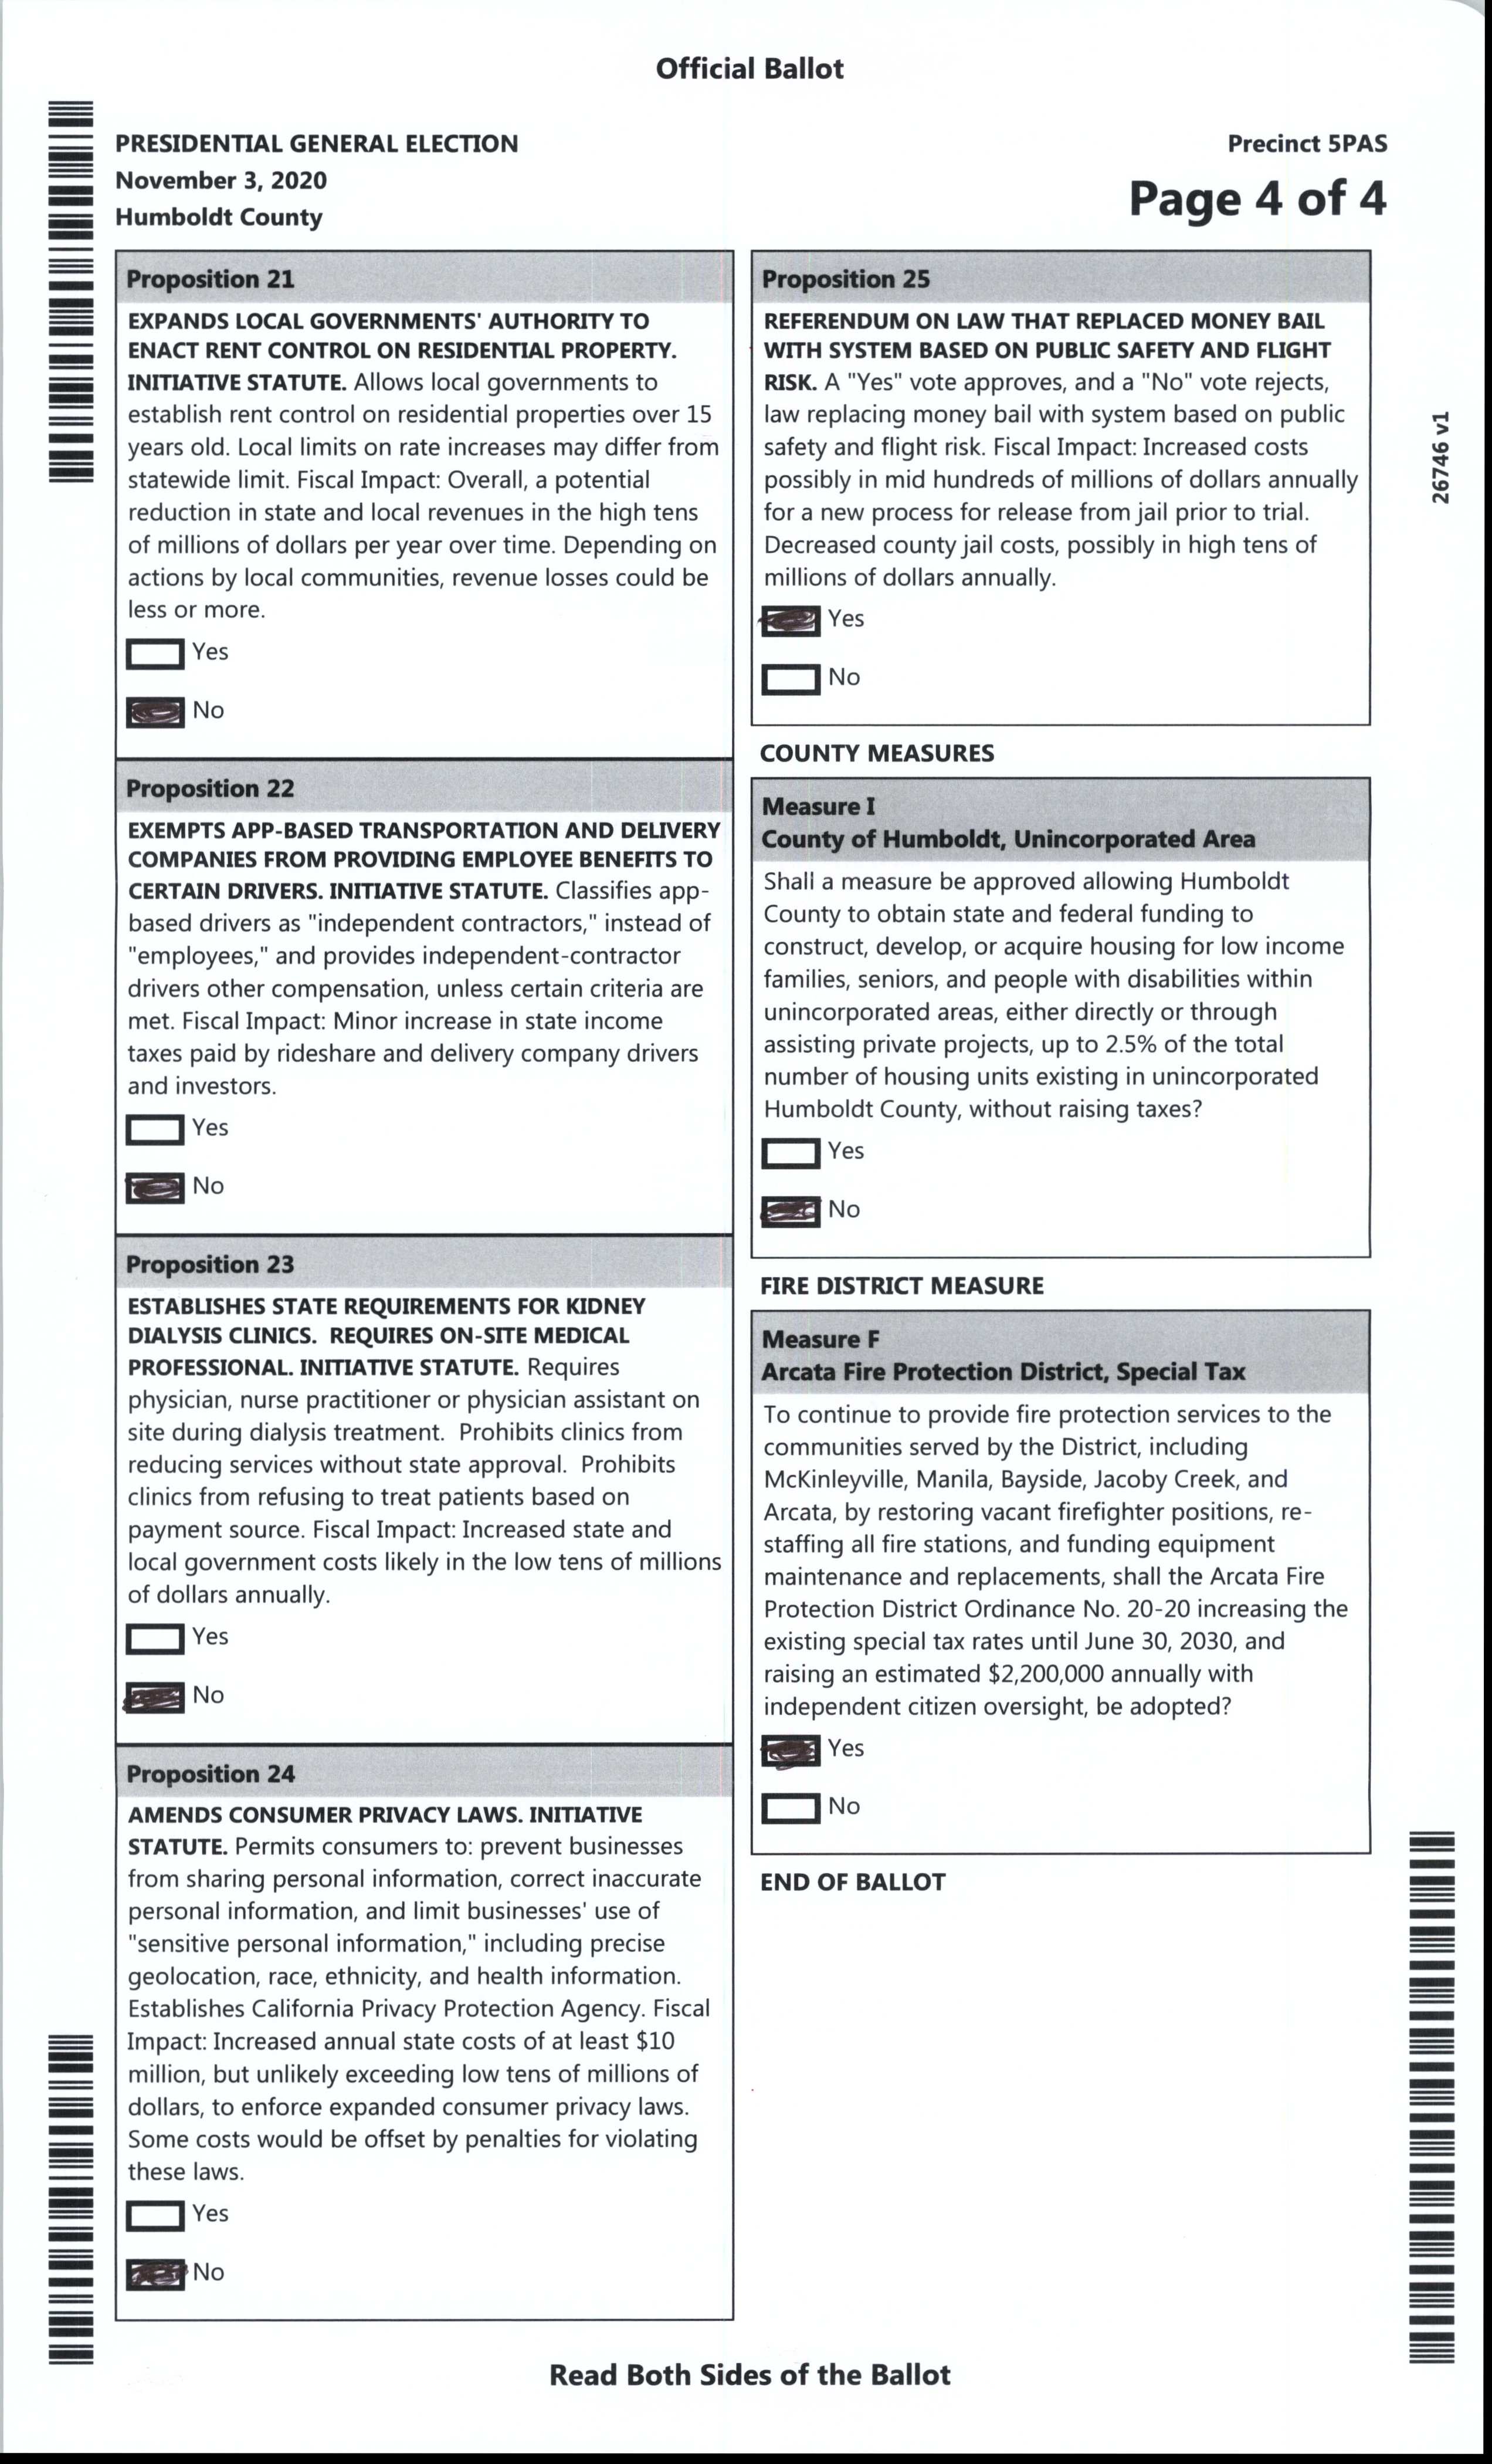 Official Ballot
PRESIDENTIAL GENERAL ELECTION
November 3, 2020
Humboldt County
Precinct 5PAS
Page 4 of 4
Proposition 21
EXPANDS LOCAL GOVERNMENTS' AUTHORITY TO
ENACT RENT CONTROL ON RESIDENTIAL PROPERTY.
INITIATIVE STATUTE. Allows local governments to
establish rent control on residential properties over 15
years old. Local limits on rate increases may differ from
statewide limit. Fiscal Impact: Overall, a potential
reduction in state and local revenues in the high tens
of millions of dollars per year over time. Depending on
actions by local communities, revenue losses could be
less or more.
Yes
No
Proposition 22
EXEMPTS APP-BASED TRANSPORTATION AND DELIVERY
COMPANIES FROM PROVIDING EMPLOYEE BENEFITS TO
CERTAIN DRIVERS. INITIATIVE STATUTE. Classifies app-
based drivers as "independent contractors," instead of
"employees," and provides independent-contractor
drivers other compensation, unless certain criteria are
met. Fiscal Impact: Minor increase in state income
taxes paid by rideshare and delivery company drivers
and investors.
Yes
No
Proposition 23
ESTABLISHES STATE REQUIREMENTS FOR KIDNEY
DIALYSIS CLINICS. REQUIRES ON-SITE MEDICAL
PROFESSIONAL. INITIATIVE STATUTE. Requires
physician, nurse practitioner or physician assistant on
site during dialysis treatment. Prohibits clinics from
reducing services without state approval. Prohibits
clinics from refusing to treat patients based on
payment source. Fiscal Impact: Increased state and
local government costs likely in the low tens of millions
of dollars annually.
Yes
No
Proposition 24
AMENDS CONSUMER PRIVACY LAWS. INITIATIVE
STATUTE. Permits consumers to: prevent businesses
from sharing personal information, correct inaccurate
personal information, and limit businesses' use of
"sensitive personal information," including precise
geolocation, race, ethnicity, and health information.
Establishes California Privacy Protection Agency. Fiscal
Impact: Increased annual state costs of at least $10
million, but unlikely exceeding low tens of millions of
dollars, to enforce expanded consumer privacy laws.
Some costs would be offset by penalties for violating
these laws.
Yes
No
Proposition 25
REFERENDUM ON LAW THAT REPLACED MONEY BAIL
WITH SYSTEM BASED ON PUBLIC SAFETY AND FLIGHT
RISK. A "Yes" vote approves, and a "No" vote rejects,
law replacing money bail with system based on public
safety and flight risk. Fiscal Impact: Increased costs
possibly in mid hundreds of millions of dollars annually
for a new process for release from jail prior to trial.
Decreased county jail costs, possibly in high tens of
millions of dollars annually.
Yes
No
COUNTY MEASURES
Measure I
County of Humboldt, Unincorporated Area
Shall a measure be approved allowing Humboldt
County to obtain state and federal funding to
construct, develop, or acquire housing for low income
families, seniors, and people with disabilities within
unincorporated areas, either directly or through
assisting private projects, up to 2.5% of the total
number of housing units existing in unincorporated
Humboldt County, without raising taxes?
Yes
No
FIRE DISTRICT MEASURE
Measure F
Arcata Fire Protection District, Special Tax
To continue to provide fire protection services to the
communities served by the District, including
McKinleyville, Manila, Bayside, Jacoby Creek, and
Arcata, by restoring vacant firefighter positions, re-
staffing all fire stations, and funding equipment
maintenance and replacements, shall the Arcata Fire
Protection District Ordinance No. 20-20 increasing the
existing special tax rates until June 30, 2030, and
raising an estimated $2,200,000 annually with
independent citizen oversight, be adopted?
Yes
No
END OF BALLOT
26746 v1
Read Both Sides of the Ballot